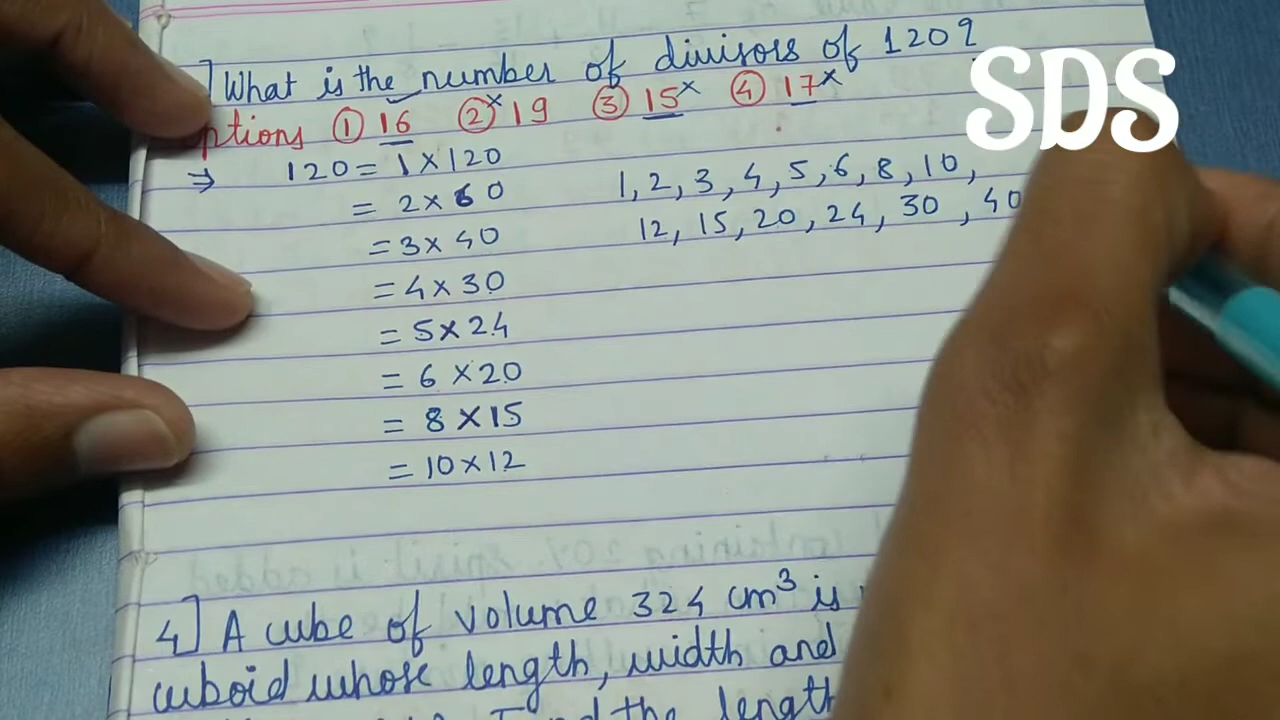 ] What is the number of divisors of 120?
ptions ① 16 ② 19 ③ 15 ④ 17
SDS
⇒ 120 = 1 × 120
= 2 × 60
= 3 × 40
= 4 × 30
= 5 × 24
= 6 × 20
= 8 × 15
= 10 × 12
1, 2, 3, 4, 5, 6, 8, 10,
12, 15, 20, 24, 30, 40
4] A cube of volume 324 cm³ is
cuboid whose length, width and
the length